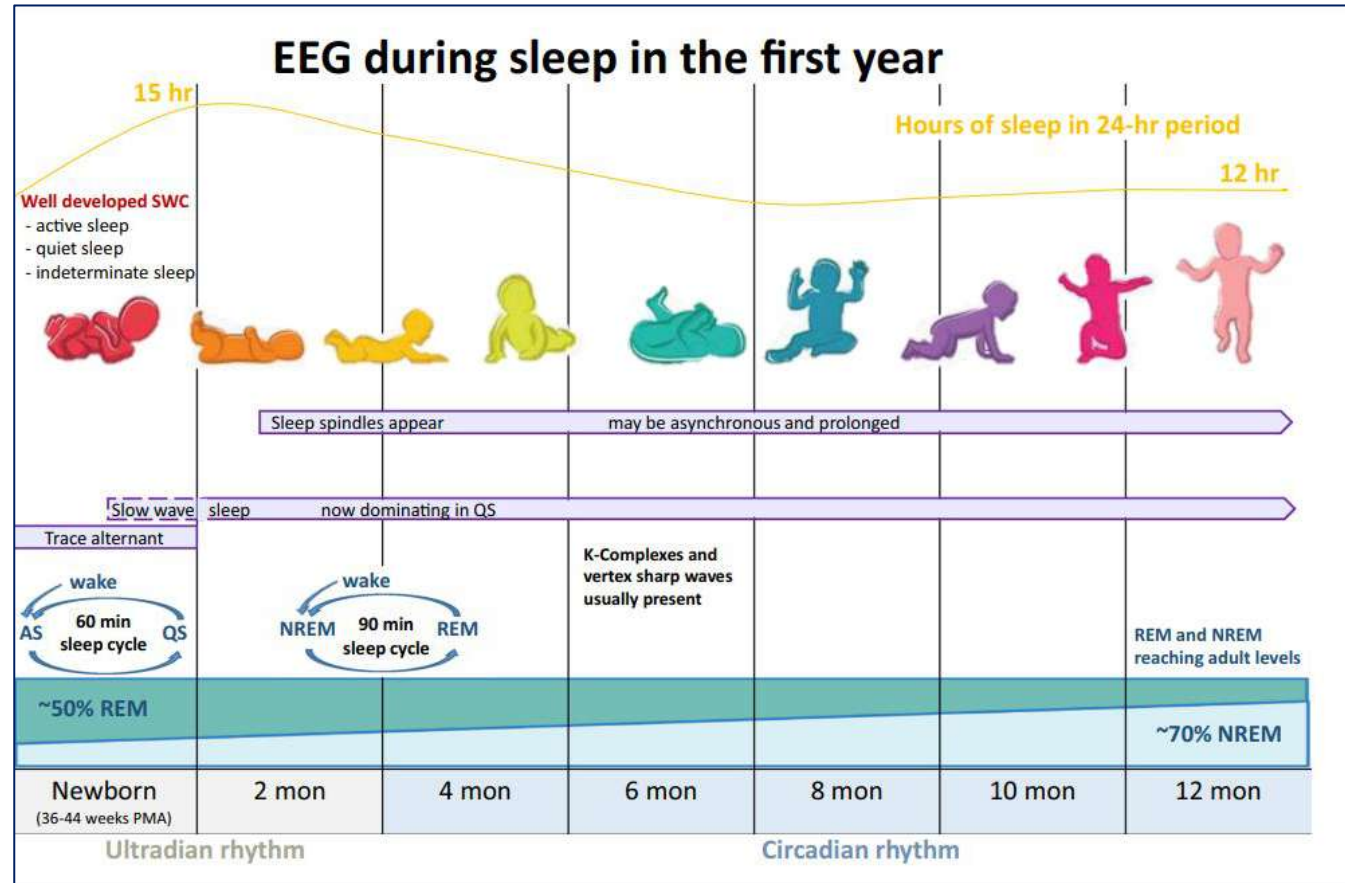 EEG during sleep in the first year
15 hr
Hours of sleep in 24-hr period
12 hr
Well developed SWC
- active sleep
- quiet sleep
- indeterminate sleep
Sleep spindles appear may be asynchronous and prolonged
Slow wave sleep now dominating in QS
Trace alternant
wake
AS
60 min
sleep cycle
QS
wake
NREM
90 min
sleep cycle
REM
K-Complexes and
vertex sharp waves
usually present
REM and NREM
reaching adult levels
~50% REM
~70% NREM
Newborn
(36-44 weeks PMA)
2 mon
4 mon
6 mon
8 mon
10 mon
12 mon
Ultradian rhythm
Circadian rhythm